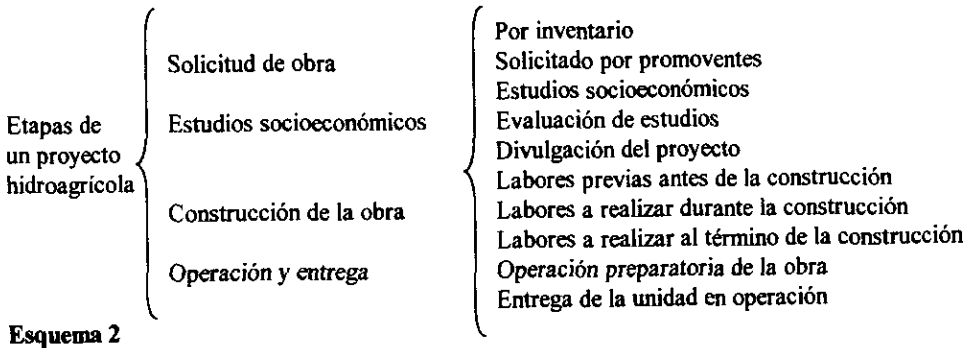 Etapas de
un proyecto
hidroagrícola
Solicitud de obra
Estudios socioeconómicos
Construcción de la obra
Operación y entrega
Por inventario
Solicitado por promoventes
Estudios socioeconómicos
Evaluación de estudios
Divulgación del proyecto
Labores previas antes de la construcción
Labores a realizar durante la construcción
Labores a realizar al término de la construcción
Operación preparatoria de la obra
Entrega de la unidad en operación
Esquema 2